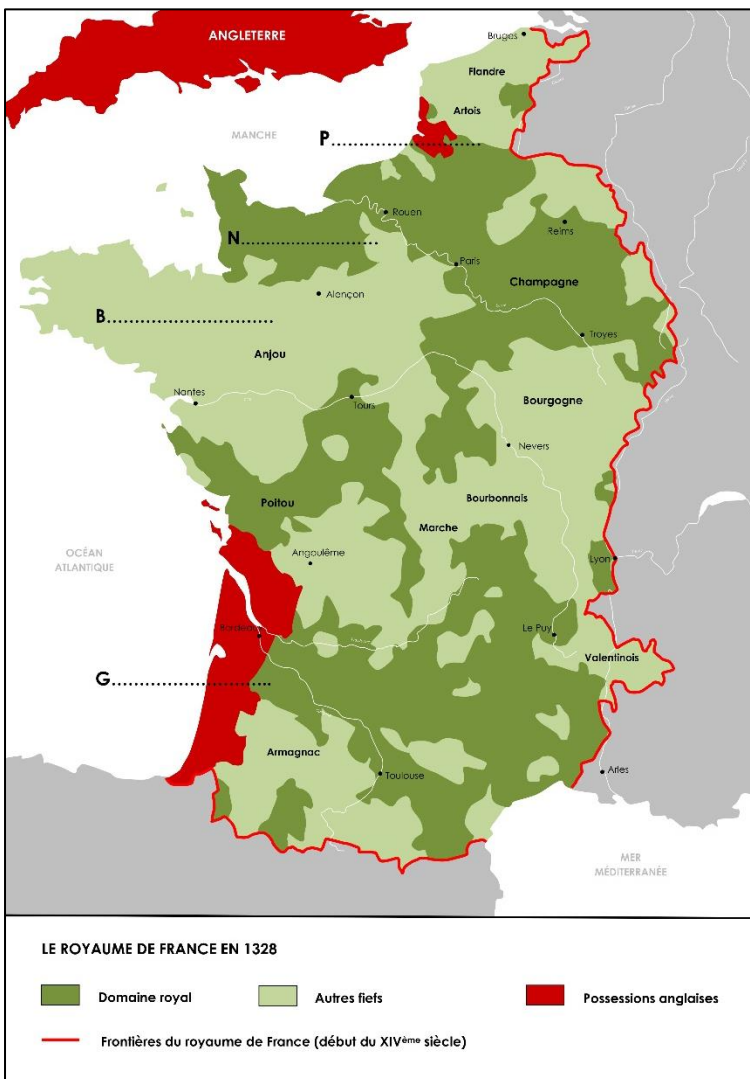 ANGLETERRE
Bruges
Flandre
Artois
MANCHE
P
Rouen
Reims
N
Paris
Champagne
Alençon
B
Troyes
Anjou
Nantes
Tours
Bourgogne
Nevers
Bourbonnais
Poitou
Marche
OCÉAN
ATLANTIQUE
Angoulême
Lyon
Bordeaux
Le Puy
Valentinois
G
Armagnac
Toulouse
Arles
MER
MÉDITERRANÉE
LE ROYAUME DE FRANCE EN 1328
Domaine royal
Autres fiefs
Possessions anglaises
Frontières du royaume de France (début du XIVème siècle)